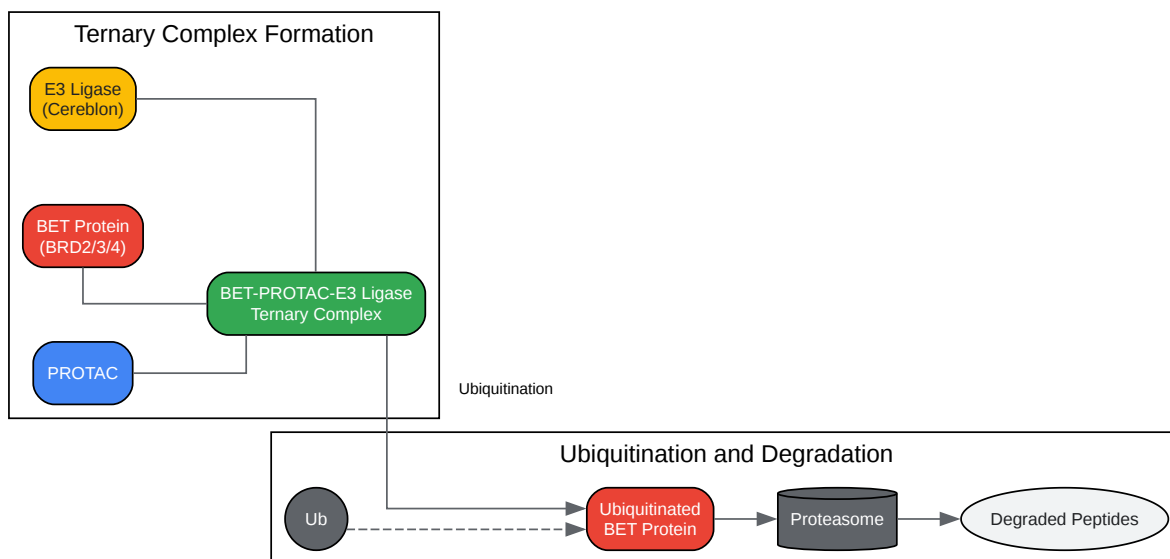 Ternary Complex Formation
E3 Ligase
(Cereblon)
BET Protein
(BRD2/3/4)
BET-PROTAC-E3 Ligase
Ternary Complex
PROTAC
Ubiquitination
Ubiquitination and Degradation
Ub
Ubiquitinated
BET Protein
Proteasome
Degraded Peptides